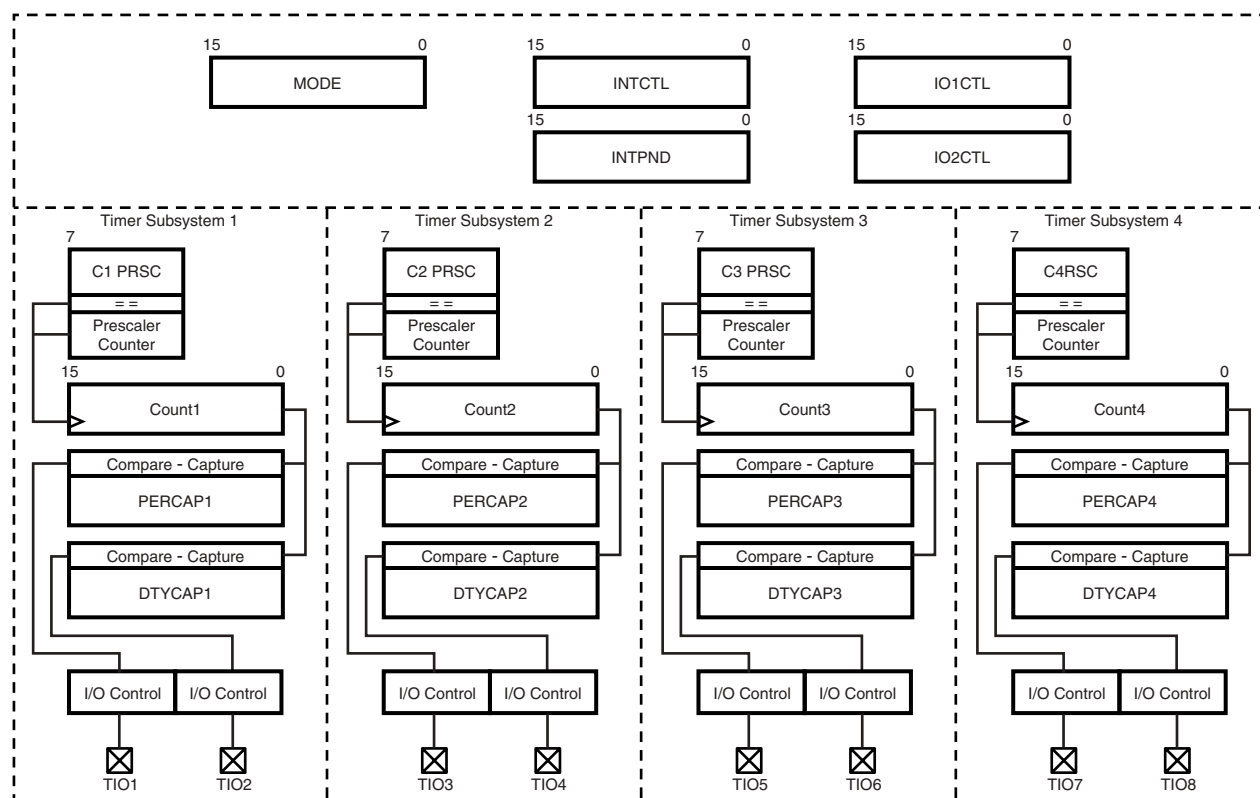 15 0 15 0 15 0
MODE INTCTL IO1CTL
15 0 15 0
INTPND IO2CTL
Timer Subsystem 1 Timer Subsystem 2 Timer Subsystem 3 Timer Subsystem 4
7 7 7 7
C1 PRSC C2 PRSC C3 PRSC C4RSC
= = = = = = = =
Prescaler Prescaler Prescaler Prescaler
Counter Counter Counter Counter
15 0 15 0 15 0 15 0
Count1 Count2 Count3 Count4
Compare - Capture Compare - Capture Compare - Capture Compare - Capture
PERCAP1 PERCAP2 PERCAP3 PERCAP4
Compare - Capture Compare - Capture Compare - Capture Compare - Capture
DTYCAP1 DTYCAP2 DTYCAP3 DTYCAP4
I/O Control I/O Control I/O Control I/O Control I/O Control I/O Control I/O Control I/O Control
TIO1 TIO2 TIO3 TIO4 TIO5 TIO6 TIO7 TIO8